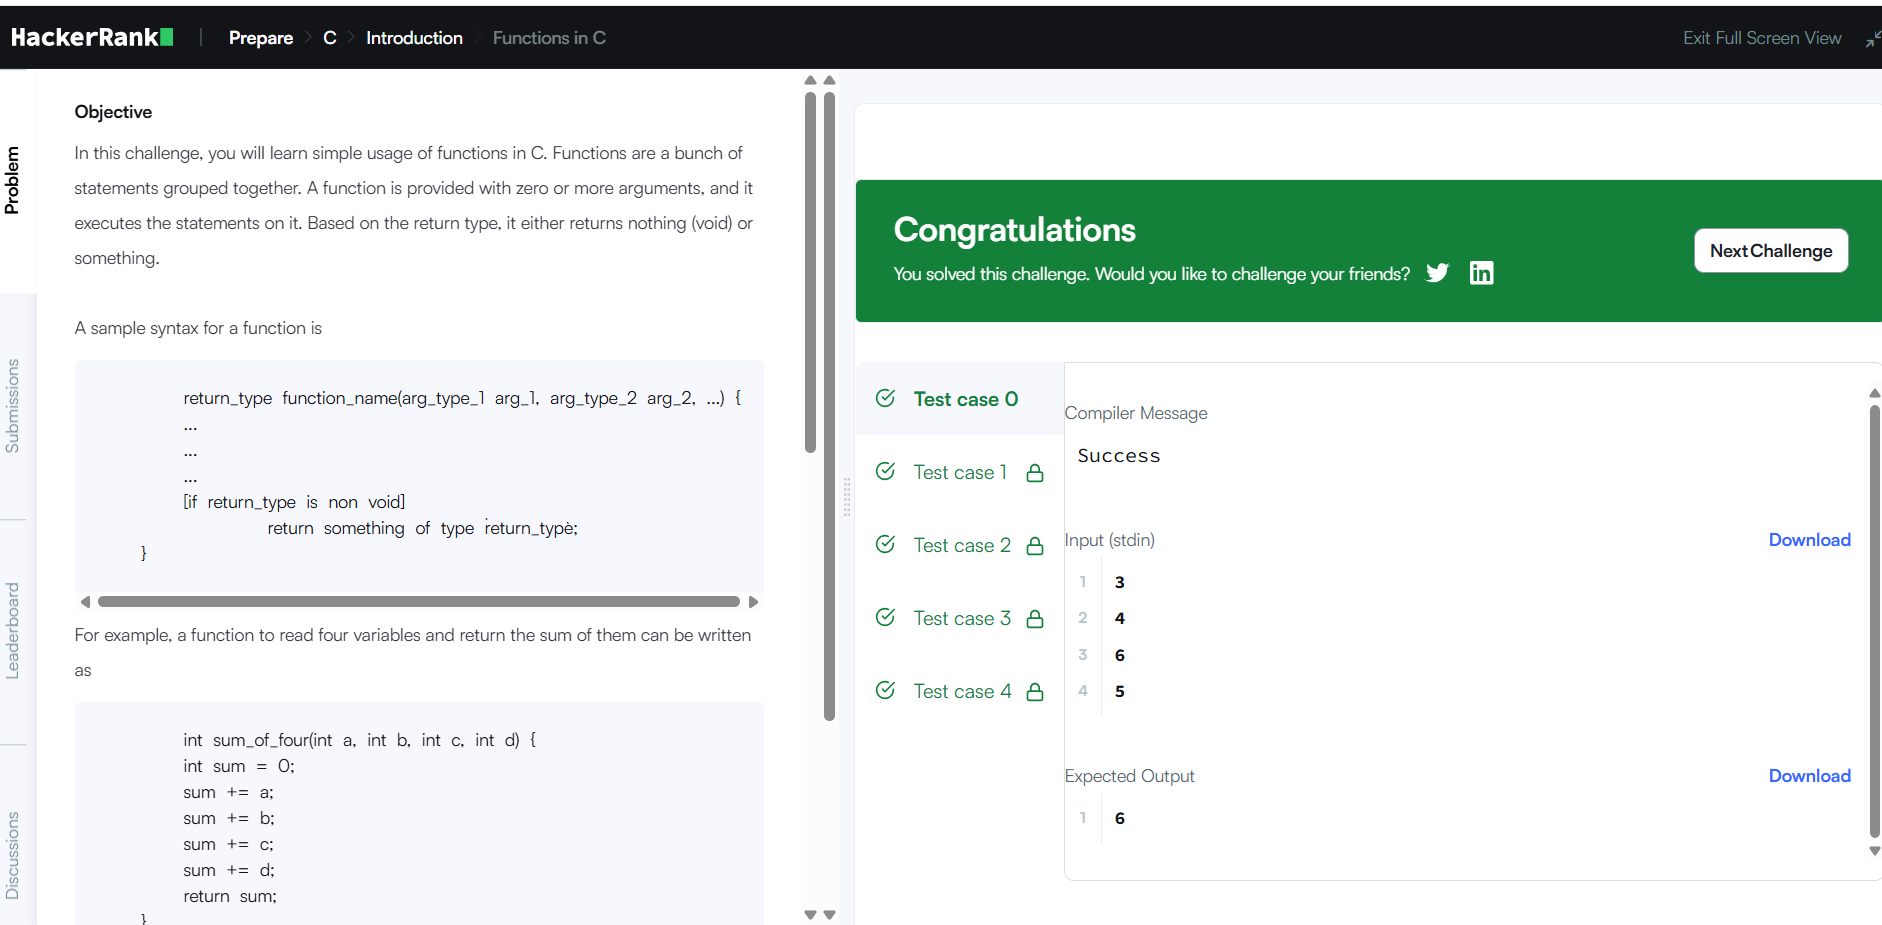 HackerRank
Prepare > C > Introduction > Functions in C
Exit Full Screen View
Problem
Submissions
Leaderboard
Discussions
Objective
In this challenge, you will learn simple usage of functions in C. Functions are a bunch of
statements grouped together. A function is provided with zero or more arguments, and it
executes the statements on it. Based on the return type, it either returns nothing (void) or
something.
A sample syntax for a function is
return_type function_name(arg_type_1 arg_1, arg_type_2 arg_2, ...) {
...
...
...
[if return_type is non void]
return something of type `return_type`;
}
For example, a function to read four variables and return the sum of them can be written
as
int sum_of_four(int a, int b, int c, int d) {
int sum = 0;
sum += a;
sum += b;
sum += c;
sum += d;
return sum;
}
Congratulations
You solved this challenge. Would you like to challenge your friends?
Next Challenge
Test case 0
Test case 1
Test case 2
Test case 3
Test case 4
Compiler Message
Success
Input (stdin)
Download
1 3
2 4
3 6
4 5
Expected Output
Download
1 6